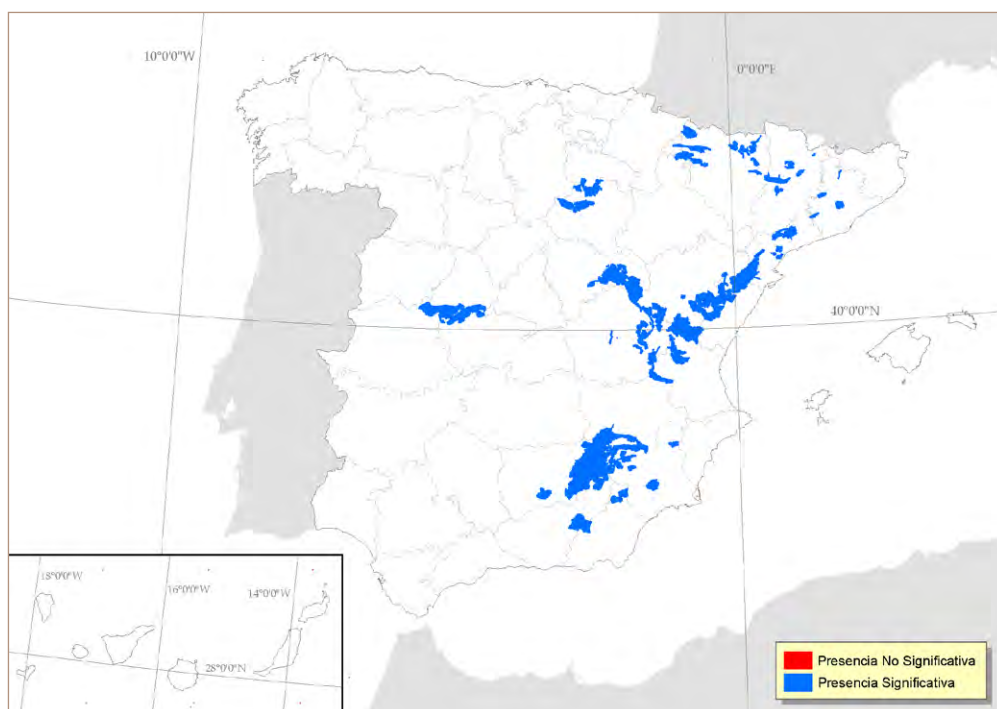 10°0'0"W
0°0'0"E
40°0'0"N
18°0'0"W
16°0'0"W
14°0'0"W
28°0'0"N
Presencia No Significativa
Presencia Significativa